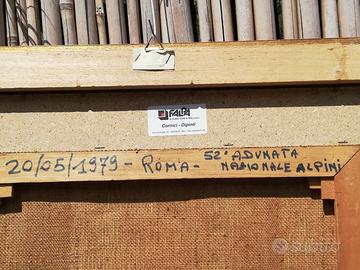 FALPA
Cornici - Dipinti
20/05/1979 - ROMA - 52ª ADUNATA
NAZIONALE ALPINI
subito